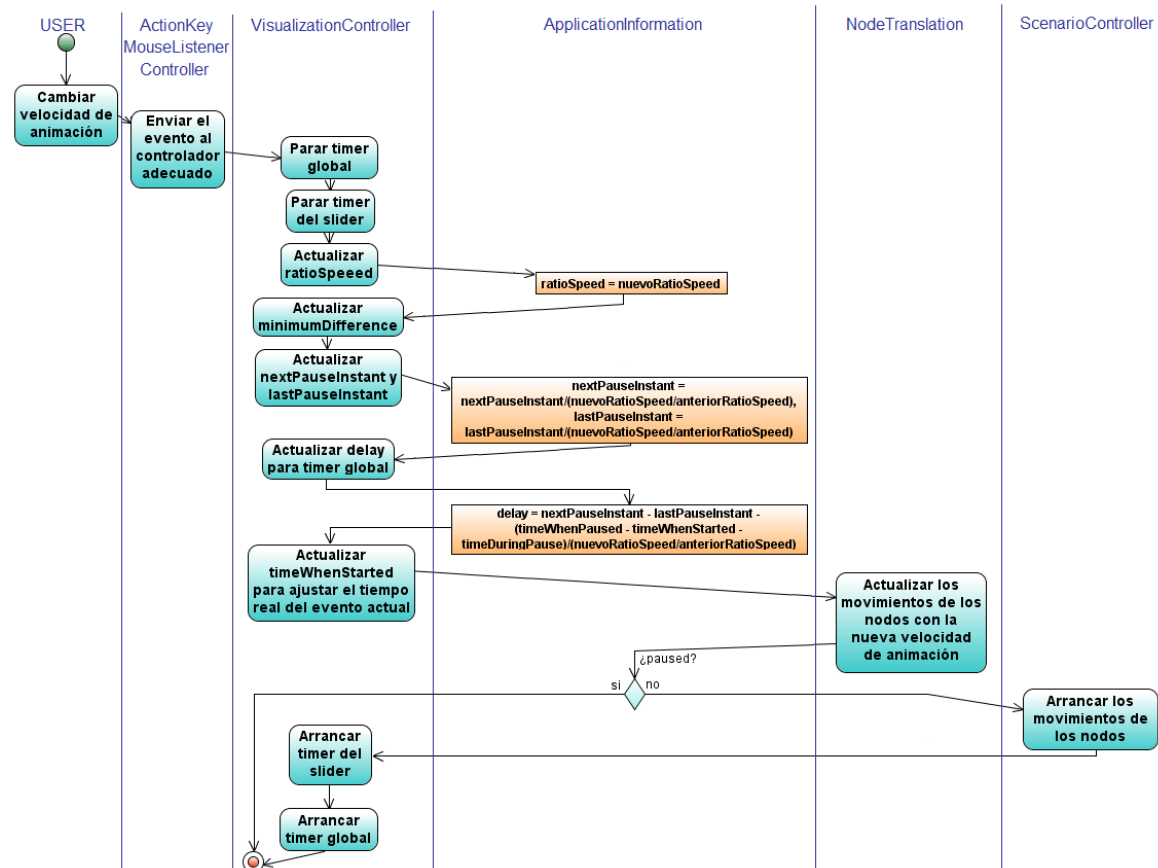 USER
ActionKey
MouseListener
Controller
VisualizationController
ApplicationInformation
NodeTranslation
ScenarioController
Cambiar
velocidad de
animación
Enviar el
evento al
controlador
adecuado
Parar timer
global
Parar timer
del slider
Actualizar
ratioSpeeed
ratioSpeed = nuevoRatioSpeed
Actualizar
minimumDifference
Actualizar
nextPauseInstant y
lastPauseInstant
nextPauseInstant =
nextPauseInstant/(nuevoRatioSpeed/anteriorRatioSpeed),
lastPauseInstant =
lastPauseInstant/(nuevoRatioSpeed/anteriorRatioSpeed)
Actualizar delay
para timer global
delay = nextPauseInstant - lastPauseInstant -
(timeWhenPaused - timeWhenStarted -
timeDuringPause)/(nuevoRatioSpeed/anteriorRatioSpeed)
Actualizar
timeWhenStarted
para ajustar el tiempo
real del evento actual
Actualizar los
movimientos de los
nodos con la
nueva velocidad
de animación
¿paused?
si
no
Arrancar los
movimientos de
los nodos
Arrancar
timer del
slider
Arrancar
timer global